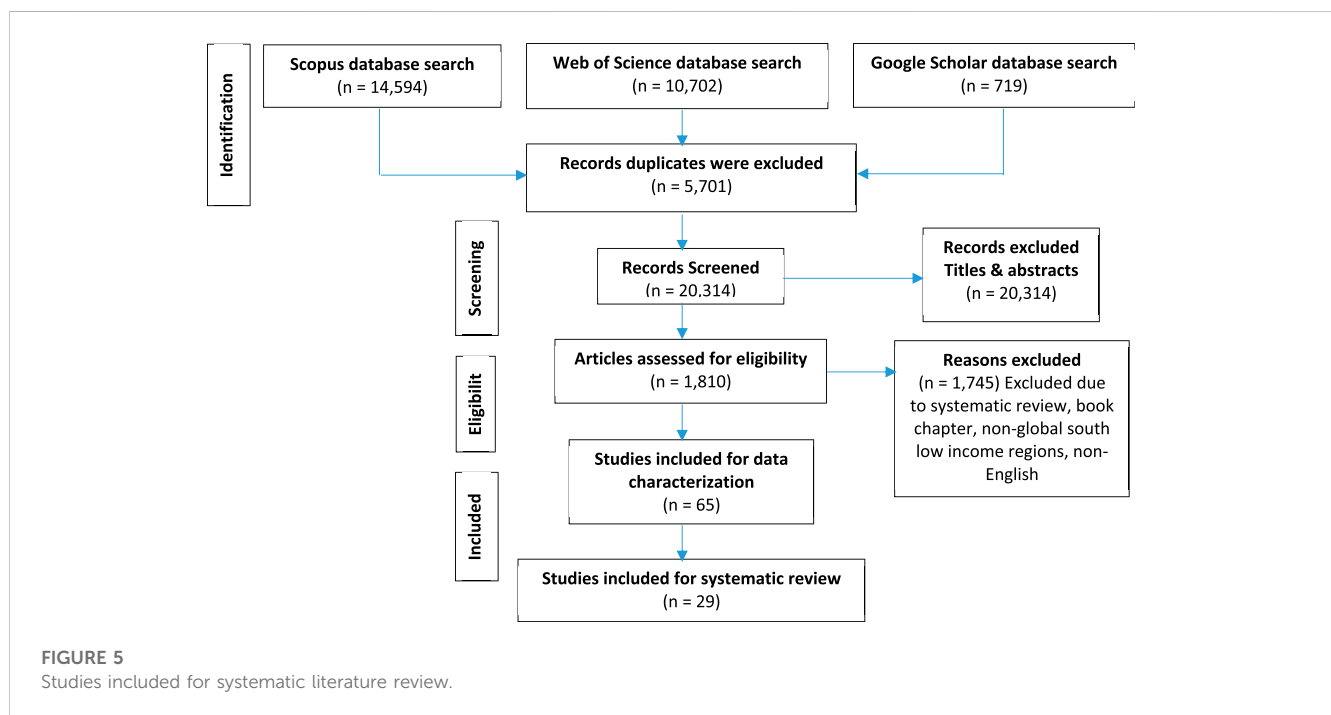 Identification
Scopus database search
(n = 14,594)
Web of Science database search
(n = 10,702)
Google Scholar database search
(n = 719)
Records duplicates were excluded
(n = 5,701)
Screening
Records Screened
(n = 20,314)
Records excluded
Titles & abstracts
(n = 20,314)
Eligibilit
Articles assessed for eligibility
(n = 1,810)
Reasons excluded
(n = 1,745) Excluded due
to systematic review, book
chapter, non-global south
low income regions, non-
English
Studies included for data
characterization
(n = 65)
Included
Studies included for systematic review
(n = 29)
FIGURE 5
Studies included for systematic literature review.